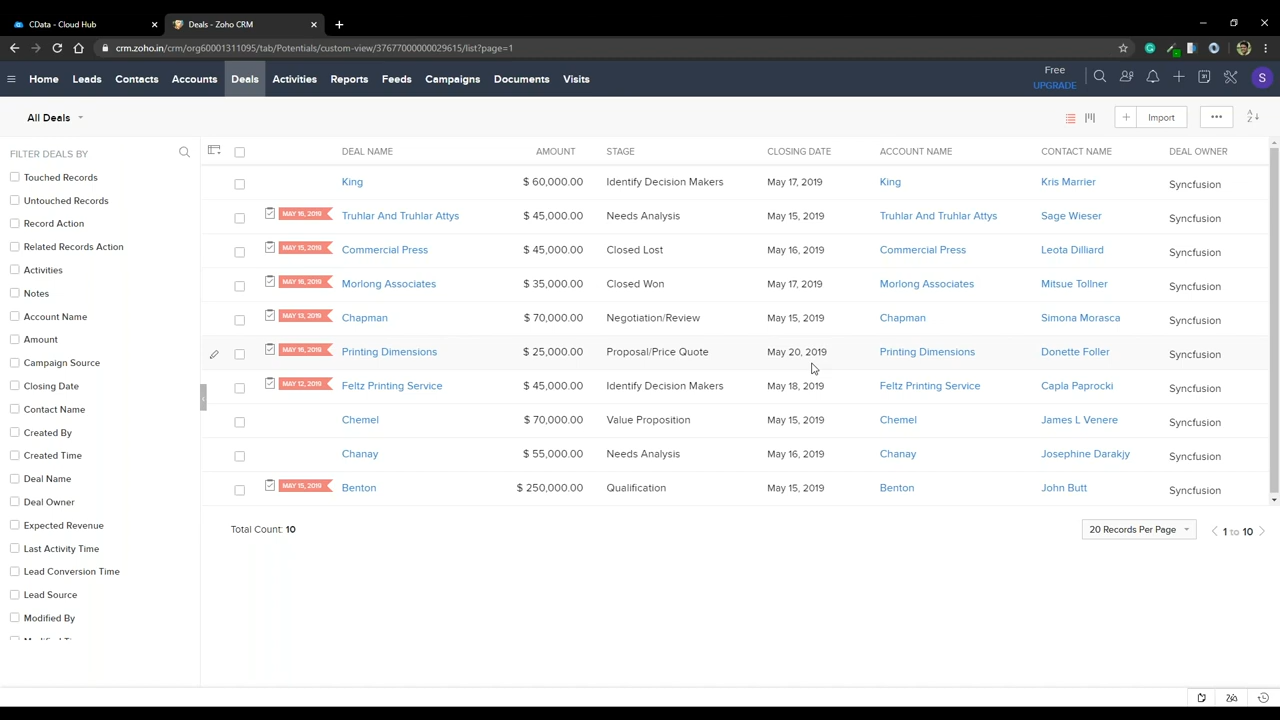 CData - Cloud Hub
Deals - Zoho CRM
crm.zoho.in/crm/org60001311095/tab/Potentials/custom-view/37677000000029615/list?page=1
Home Leads Contacts Accounts Deals Activities Reports Feeds Campaigns Documents Visits
Free
UPGRADE
S
All Deals
Import
FILTER DEALS BY
Touched Records
Untouched Records
Record Action
Related Records Action
Activities
Notes
Account Name
Amount
Campaign Source
Closing Date
Contact Name
Created By
Created Time
Deal Name
Deal Owner
Expected Revenue
Last Activity Time
Lead Conversion Time
Lead Source
Modified By
DEAL NAME AMOUNT STAGE CLOSING DATE ACCOUNT NAME CONTACT NAME DEAL OWNER
King $ 60,000.00 Identify Decision Makers May 17, 2019 King Kris Marrier Syncfusion
MAY 16, 2019 Truhlar And Truhlar Attys $ 45,000.00 Needs Analysis May 15, 2019 Truhlar And Truhlar Attys Sage Wieser Syncfusion
MAY 15, 2019 Commercial Press $ 45,000.00 Closed Lost May 16, 2019 Commercial Press Leota Dilliard Syncfusion
MAY 16, 2019 Morlong Associates $ 35,000.00 Closed Won May 17, 2019 Morlong Associates Mitsue Tollner Syncfusion
MAY 13, 2019 Chapman $ 70,000.00 Negotiation/Review May 15, 2019 Chapman Simona Morasca Syncfusion
MAY 16, 2019 Printing Dimensions $ 25,000.00 Proposal/Price Quote May 20, 2019 Printing Dimensions Donette Foller Syncfusion
MAY 12, 2019 Feltz Printing Service $ 45,000.00 Identify Decision Makers May 18, 2019 Feltz Printing Service Capla Paprocki Syncfusion
Chemel $ 70,000.00 Value Proposition May 15, 2019 Chemel James L Venere Syncfusion
Chanay $ 55,000.00 Needs Analysis May 16, 2019 Chanay Josephine Darakjy Syncfusion
MAY 15, 2019 Benton $ 250,000.00 Qualification May 15, 2019 Benton John Butt Syncfusion
Total Count: 10
20 Records Per Page
1 to 10